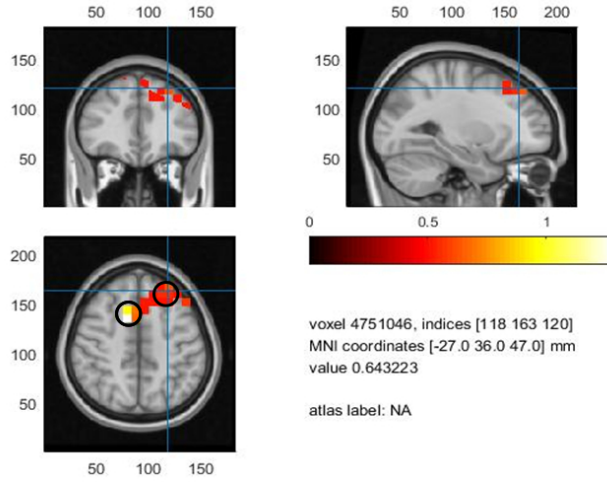 50 100 150
50 100 150 200
150
100
50
150
100
50
0 0.5 1
200
150
100
50
50 100 150
voxel 4751046, indices [118 163 120]
MNI coordinates [-27.0 36.0 47.0] mm
value 0.643223
atlas label: NA